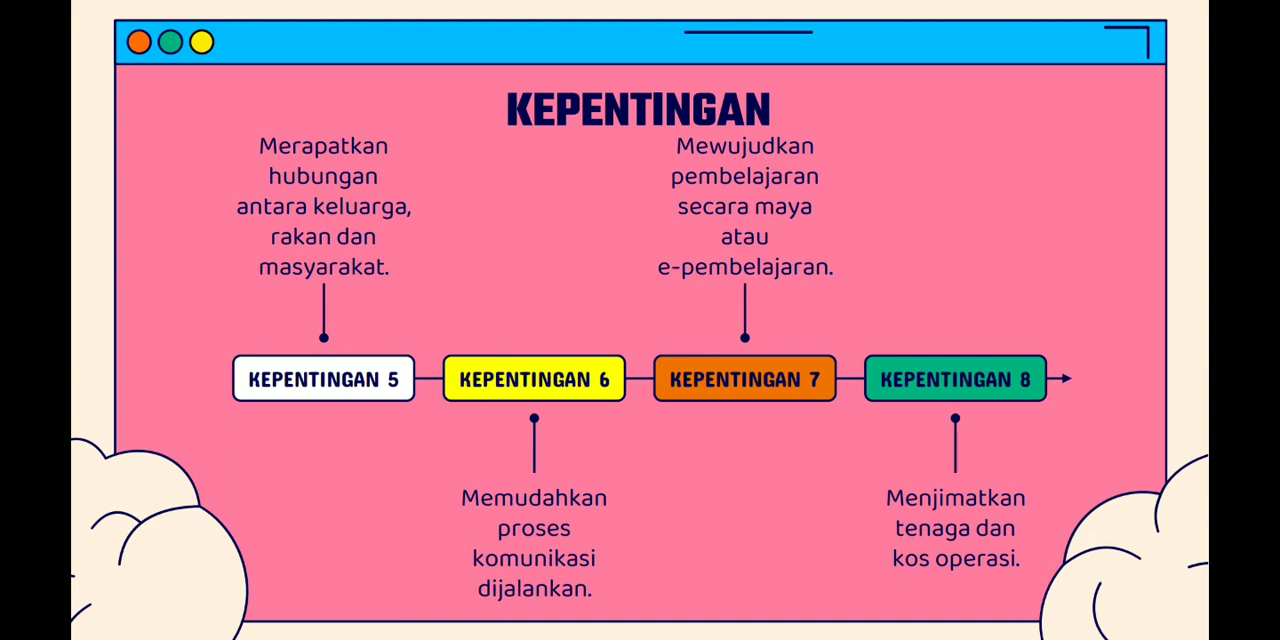 KEPENTINGAN
Merapatkan
hubungan
antara keluarga,
rakan dan
masyarakat.
Mewujudkan
pembelajaran
secara maya
atau
e-pembelajaran.
KEPENTINGAN 5
KEPENTINGAN 6
KEPENTINGAN 7
KEPENTINGAN 8
Memudahkan
proses
komunikasi
dijalankan.
Menjimatkan
tenaga dan
kos operasi.